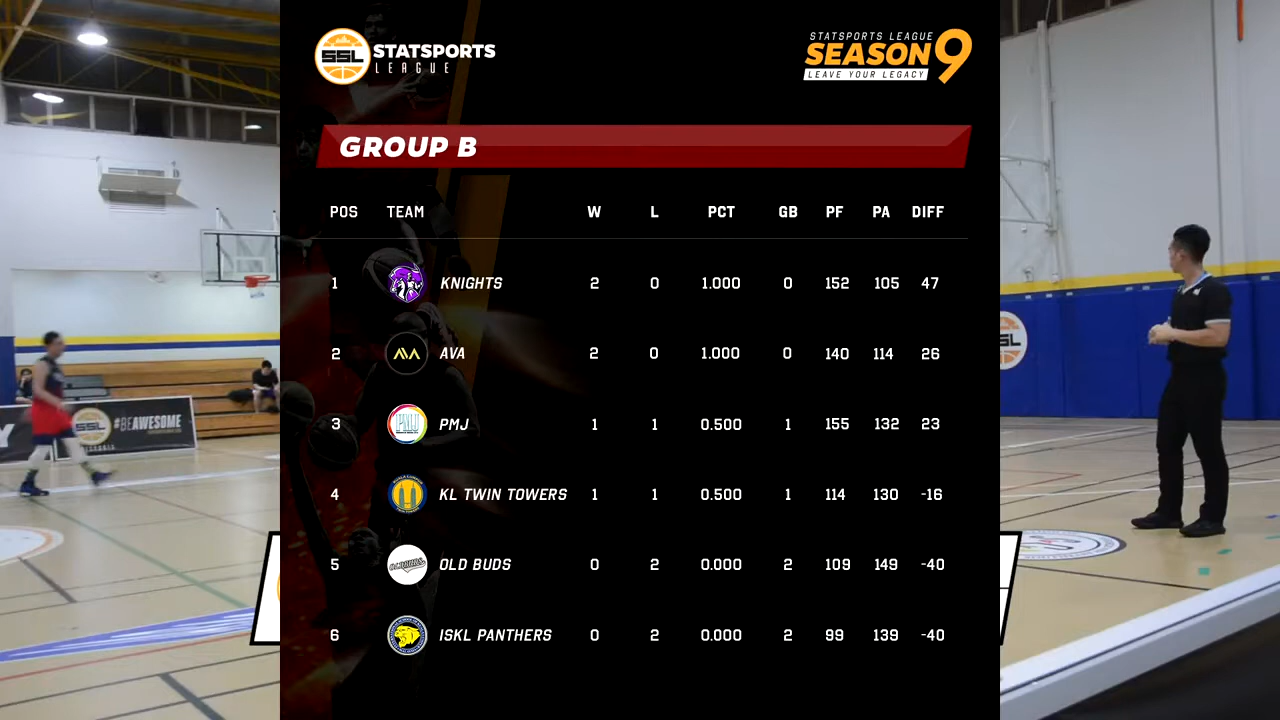 SSL STATSPORTS
LEAGUE
STATSPORTS LEAGUE
SEASON 9
LEAVE YOUR LEGACY
GROUP B
POS TEAM W L PCT GB PF PA DIFF
1 KNIGHTS 2 0 1.000 0 152 105 47
2 AVA 2 0 1.000 0 140 114 26
3 PMJ 1 1 0.500 1 155 132 23
4 KL TWIN TOWERS 1 1 0.500 1 114 130 -16
5 OLD BUDS 0 2 0.000 2 109 149 -40
6 ISKL PANTHERS 0 2 0.000 2 99 139 -40
Y SSL #BEAWESOME
SL